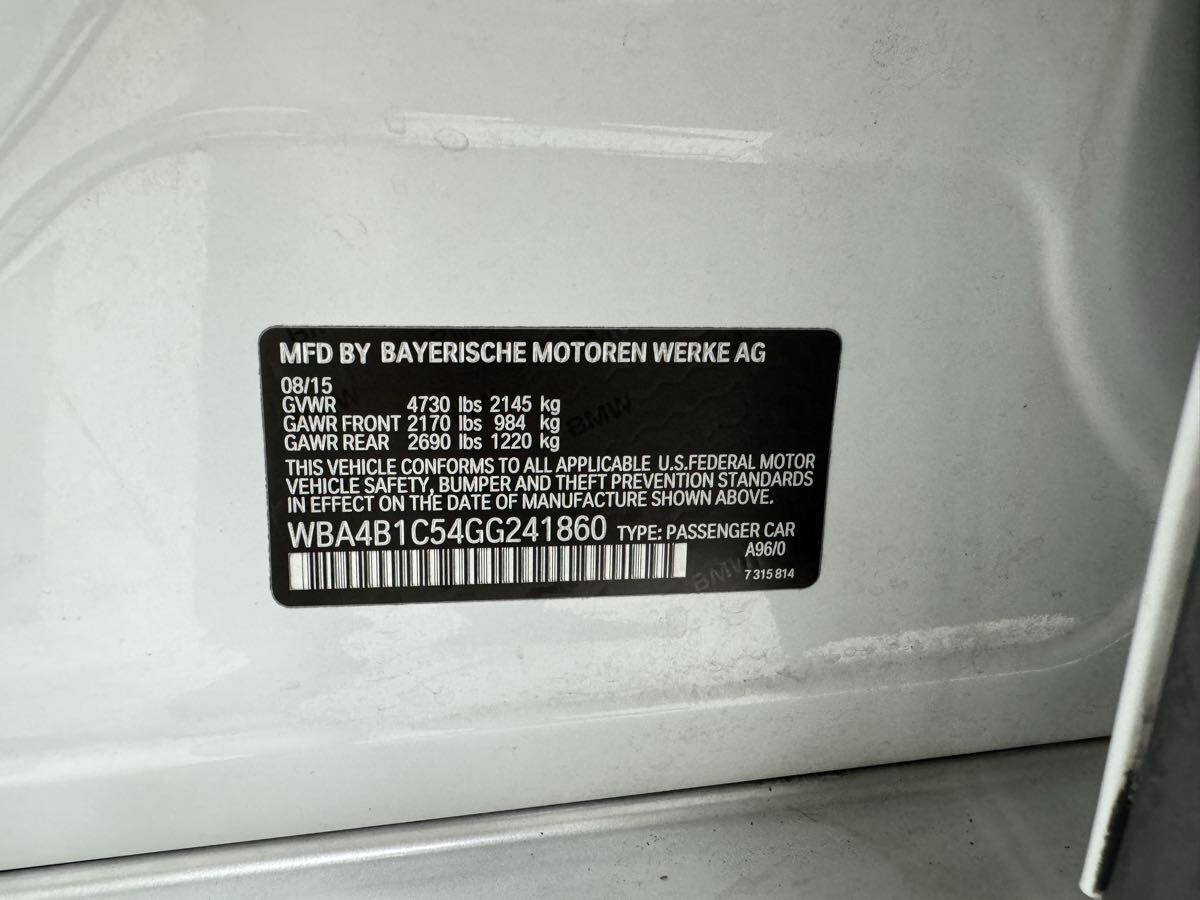 MFD BY BAYERISCHE MOTOREN WERKE AG
08/15
GVWR 4730 lbs 2145 kg
GAWR FRONT 2170 lbs 984 kg
GAWR REAR 2690 lbs 1220 kg
THIS VEHICLE CONFORMS TO ALL APPLICABLE U.S.FEDERAL MOTOR
VEHICLE SAFETY, BUMPER AND THEFT PREVENTION STANDARDS
IN EFFECT ON THE DATE OF MANUFACTURE SHOWN ABOVE.
WBA4B1C54GG241860 TYPE: PASSENGER CAR
A96/0
7 315 814
BMW
BMW